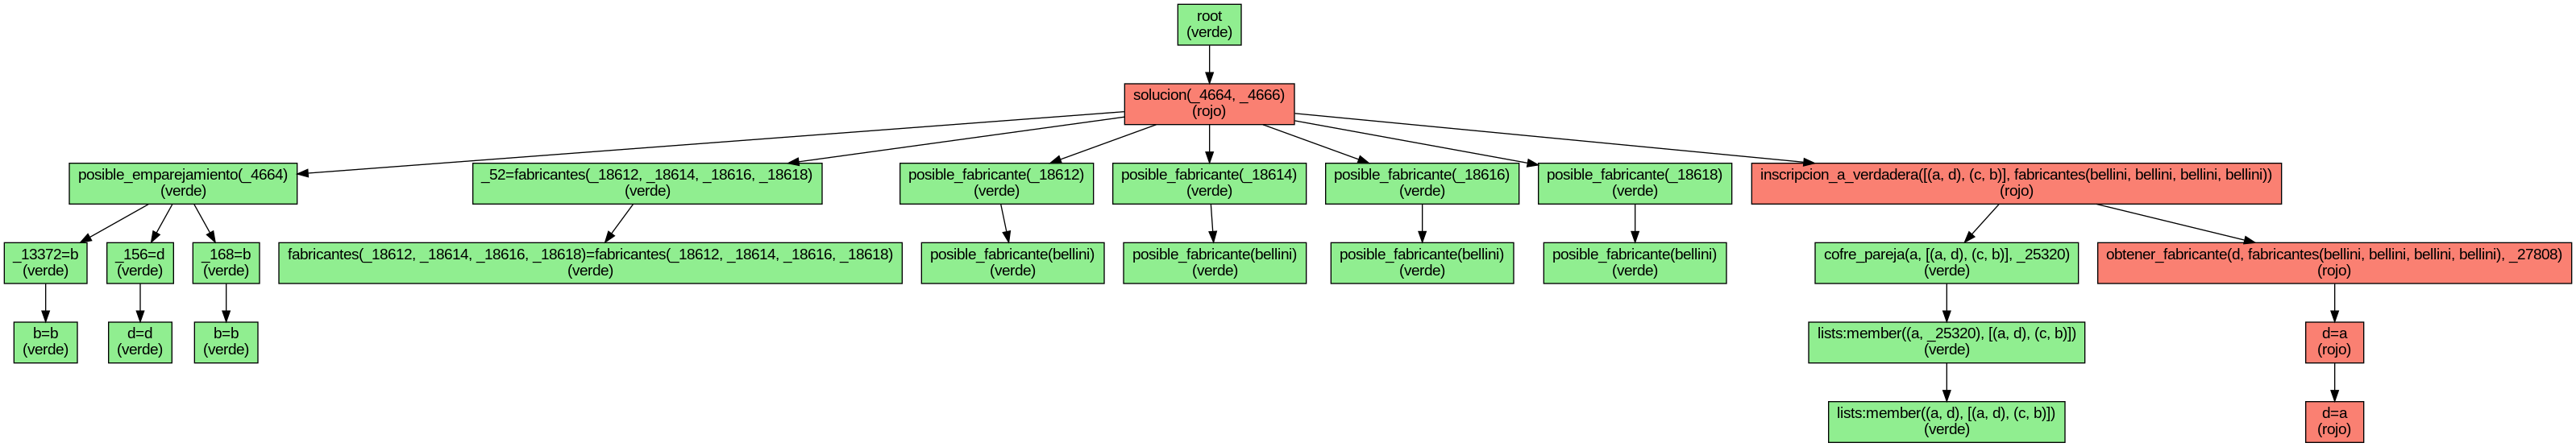 root
(verde)
solucion(_4664, _4666)
(rojo)
posible_emparejamiento(_4664)
(verde)
_52=fabricantes(_18612, _18614, _18616, _18618)
(verde)
posible_fabricante(_18612)
(verde)
posible_fabricante(_18614)
(verde)
posible_fabricante(_18616)
(verde)
posible_fabricante(_18618)
(verde)
inscripcion_a_verdadera([(a, d), (c, b)], fabricantes(bellini, bellini, bellini, bellini))
(rojo)
_13372=b
(verde)
_156=d
(verde)
_168=b
(verde)
fabricantes(_18612, _18614, _18616, _18618)=fabricantes(_18612, _18614, _18616, _18618)
(verde)
posible_fabricante(bellini)
(verde)
posible_fabricante(bellini)
(verde)
posible_fabricante(bellini)
(verde)
posible_fabricante(bellini)
(verde)
cofre_pareja(a, [(a, d), (c, b)], _25320)
(verde)
obtener_fabricante(d, fabricantes(bellini, bellini, bellini, bellini), _27808)
(rojo)
b=b
(verde)
d=d
(verde)
b=b
(verde)
lists:member((a, _25320), [(a, d), (c, b)])
(verde)
d=a
(rojo)
lists:member((a, d), [(a, d), (c, b)])
(verde)
d=a
(rojo)